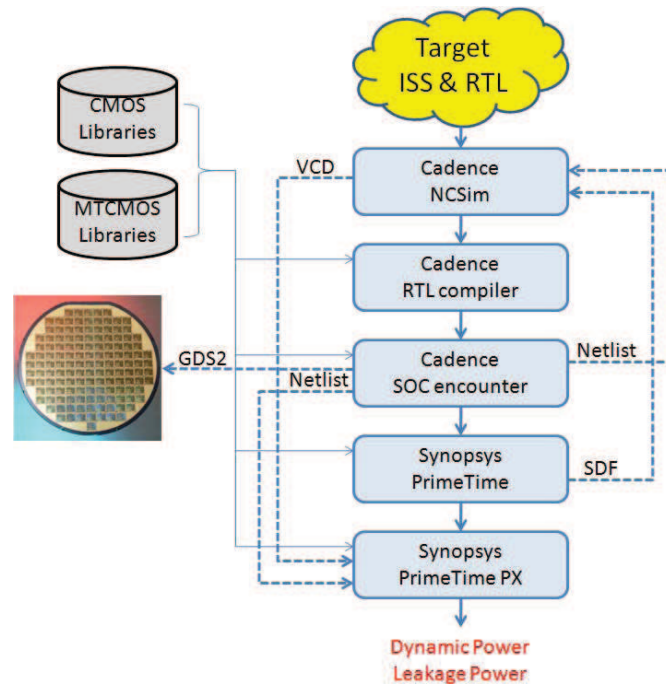 Target
ISS & RTL
CMOS
Libraries
MTCMOS
Libraries
VCD
Cadence
NCSim
Cadence
RTL compiler
GDS2
Netlist
Cadence
SOC encounter
Netlist
Synopsys
PrimeTime
SDF
Synopsys
PrimeTime PX
Dynamic Power
Leakage Power